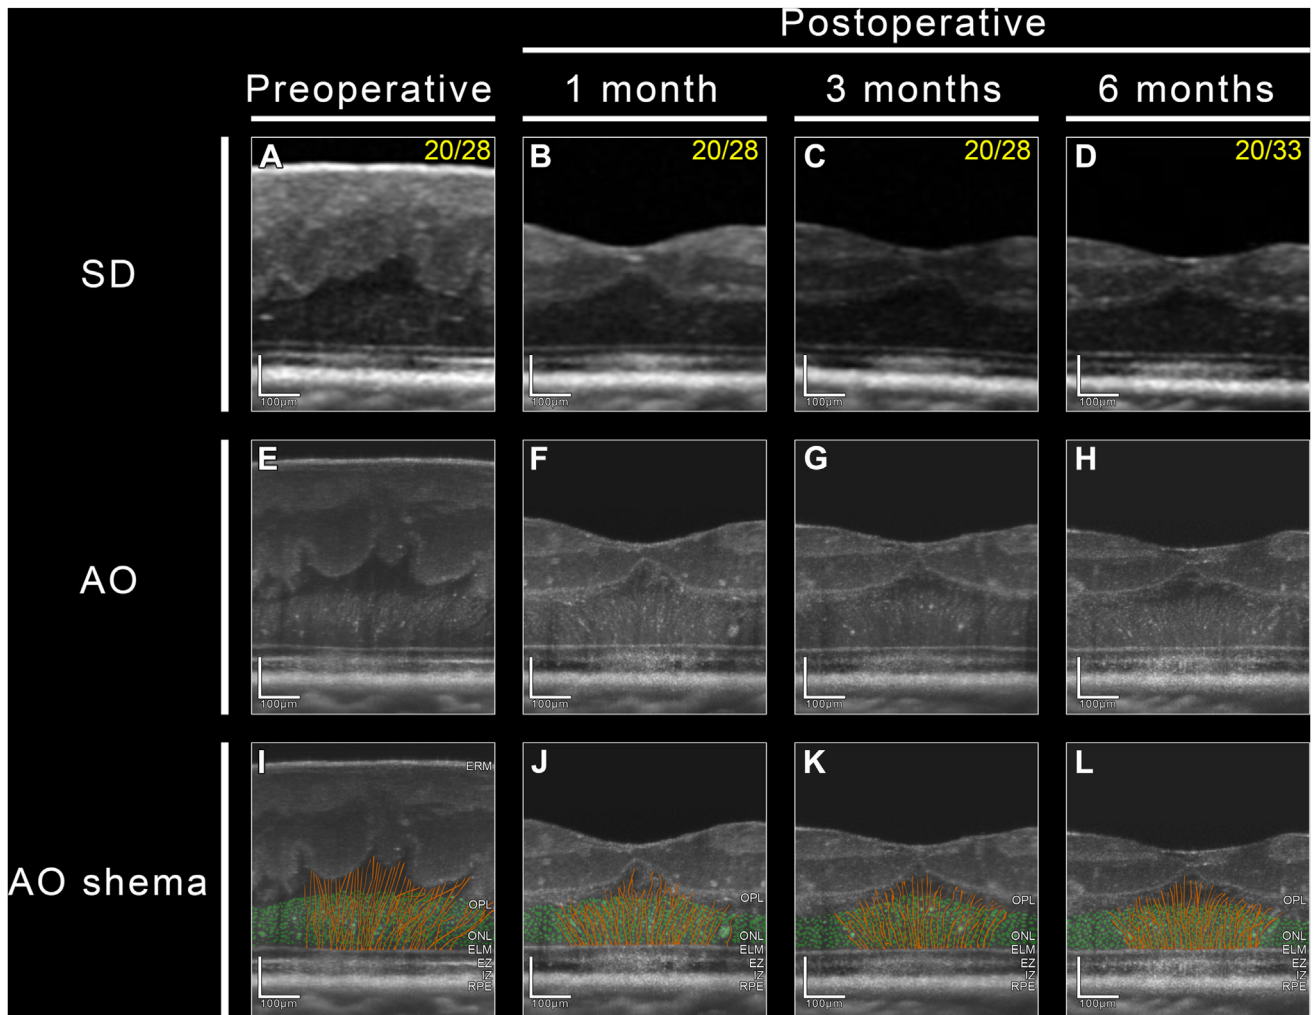 Postoperative
Preoperative 1 month 3 months 6 months
SD
A 20/28 B 20/28 C 20/28 D 20/33
100µm 100µm 100µm 100µm
AO
E F G H
100µm 100µm 100µm 100µm
AO shema
I J K L
ERM
OPL OPL OPL OPL
ONL ONL ONL ONL
ELM ELM ELM ELM
EZ EZ EZ EZ
IZ IZ IZ IZ
RPE RPE RPE RPE
100µm 100µm 100µm 100µm